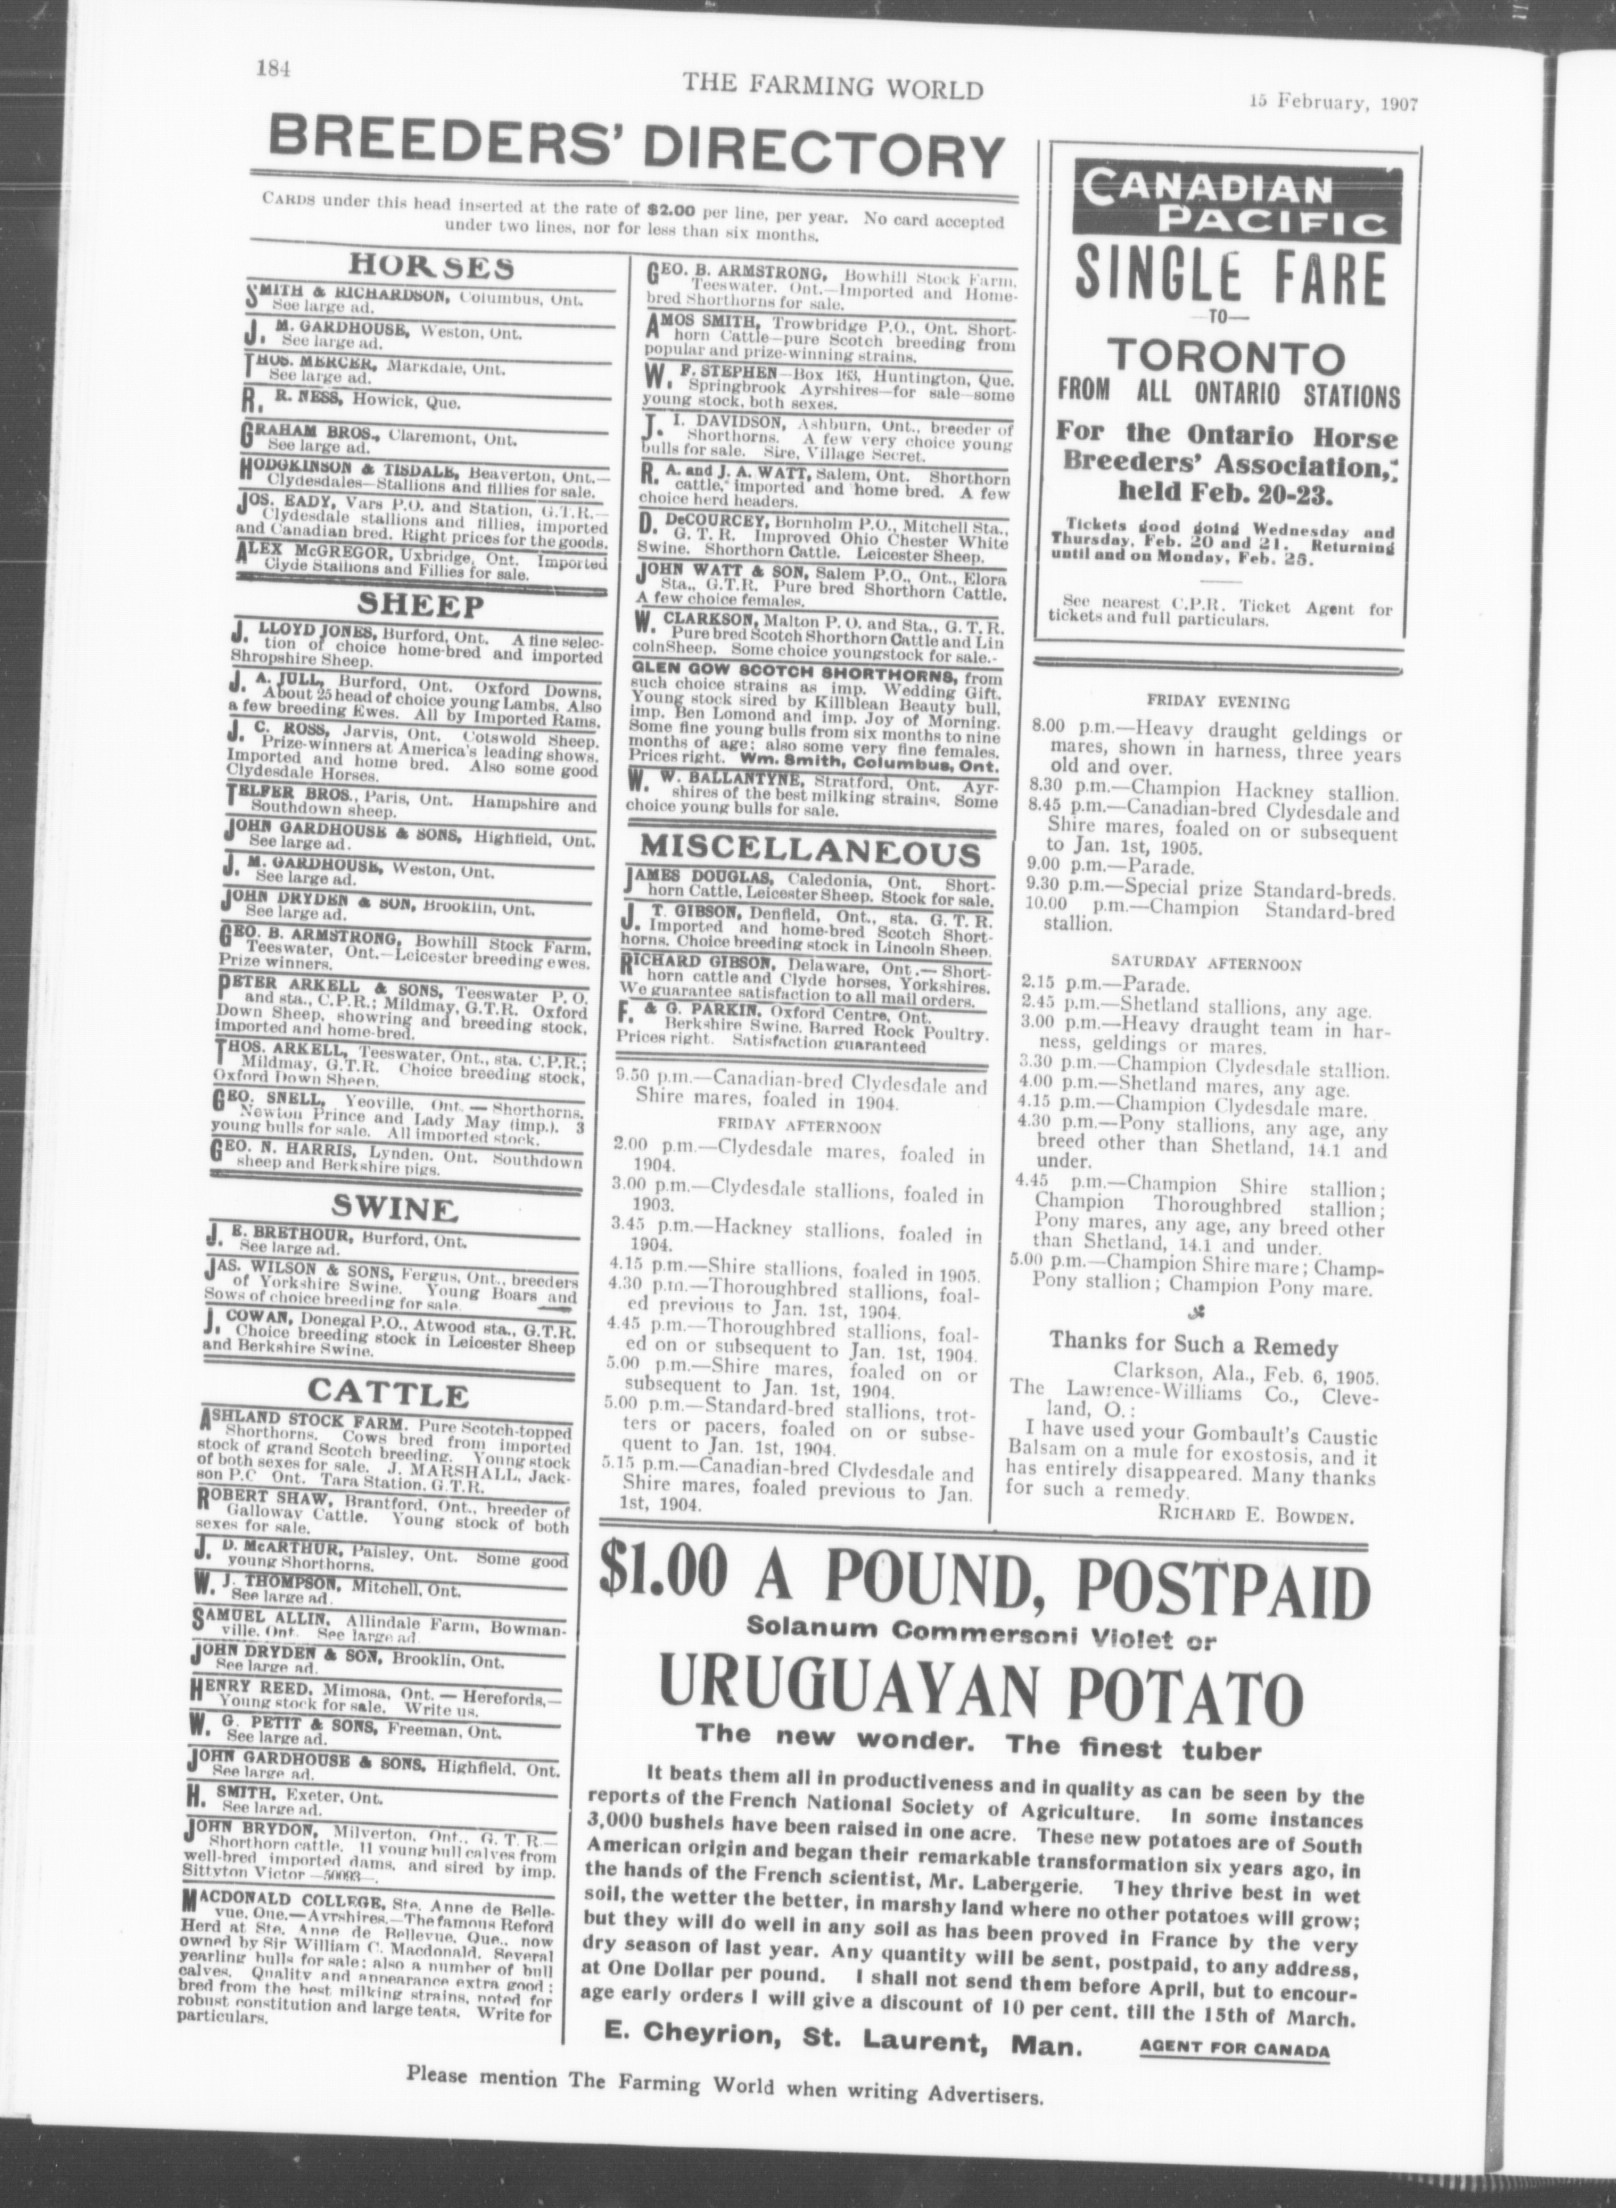 184
THE FARMING WORLD
15 February, 1907
BREEDERS' DIRECTORY
CARDS under this head inserted at the rate of $2.00 per line, per year. No card accepted
under two lines, nor for less than six months.
HORSES
SMITH & RICHARDSON, Columbus, Ont.
See large ad.
J. M. GARDHOUSE, Weston, Ont.
See large ad.
THOS. MERCER, Markdale, Ont.
See large ad.
R. R. NESS, Howick, Que.
GRAHAM BROS., Claremont, Ont.
See large ad.
HODGKINSON & TISDALE, Beaverton, Ont.—
Clydesdales—Stallions and fillies for sale.
JOS. EADY, Vars P.O. and Station, G.T.R.—
Clydesdale stallions and fillies, imported
and Canadian bred. Right prices for the goods.
ALEX McGREGOR, Uxbridge, Ont. Imported
Clyde Stallions and Fillies for sale.
SHEEP
J. LLOYD JONES, Burford, Ont. A fine selec-
tion of choice home-bred and imported
Shropshire Sheep.
J. A. JULL, Burford, Ont. Oxford Downs,
About 25 head of choice young Lambs. Also
a few breeding Ewes. All by Imported Rams.
J. C. ROSS, Jarvis, Ont. Cotswold Sheep.
Prize-winners at America's leading shows.
Imported and home bred. Also some good
Clydesdale Horses.
TELFER BROS., Paris, Ont. Hampshire and
Southdown sheep.
JOHN GARDHOUSE & SONS, Highfield, Ont.
See large ad.
J. M. GARDHOUSE, Weston, Ont.
See large ad.
JOHN DRYDEN & SON, Brooklin, Ont.
See large ad.
GEO. B. ARMSTRONG, Bowhill Stock Farm,
Teeswater, Ont.—Leicester breeding ewes.
Prize winners.
PETER ARKELL & SONS, Teeswater P. O.
and sta., C.P.R.; Mildmay, G.T.R. Oxford
Down Sheep, showring and breeding stock,
imported and home-bred.
THOS. ARKELL, Teeswater, Ont., sta. C.P.R.;
Mildmay, G.T.R. Choice breeding stock,
Oxford Down Sheep.
GEO. SNELL, Yeoville, Ont. — Shorthorns,
Newton Prince and Lady May (imp.). 3
young bulls for sale. All imported stock.
GEO. N. HARRIS, Lynden, Ont. Southdown
sheep and Berkshire pigs.
SWINE
J. E. BRETHOUR, Burford, Ont.
See large ad.
JAS. WILSON & SONS, Fergus, Ont., breeders
of Yorkshire Swine. Young Boars and
Sows of choice breeding for sale
J. COWAN, Donegal P.O., Atwood sta., G.T.R.
Choice breeding stock in Leicester Sheep
and Berkshire Swine.
CATTLE
ASHLAND STOCK FARM. Pure Scotch-topped
Shorthorns. Cows bred from imported
stock of grand Scotch breeding. Young stock
of both sexes for sale. J. MARSHALL, Jack-
son P.C Ont. Tara Station, G.T.R.
ROBERT SHAW, Brantford, Ont., breeder of
Galloway Cattle. Young stock of both
sexes for sale.
J. D. McARTHUR, Paisley, Ont. Some good
young Shorthorns.
W. J. THOMPSON, Mitchell, Ont.
See large ad.
SAMUEL ALLIN, Allindale Farm, Bowman-
ville, Ont. See large ad
JOHN DRYDEN & SON, Brooklin, Ont.
See large ad.
HENRY REED, Mimosa, Ont. — Herefords,—
Young stock for sale. Write us.
W. G. PETIT & SONS, Freeman, Ont.
See large ad.
JOHN GARDHOUSE & SONS, Highfield, Ont.
See large ad.
H. SMITH, Exeter, Ont.
See large ad.
JOHN BRYDON, Milverton, Ont., G. T. R—
Shorthorn cattle. 11 young bull calves from
well-bred imported dams, and sired by imp.
Sittyton Victor —50093—.
MACDONALD COLLEGE, Ste. Anne de Belle-
vue, Que.—Ayrshires.—The famous Reford
Herd at Ste. Anne de Bellevue, Que., now
owned by Sir William C. Macdonald. Several
yearling bulls for sale; also a number of bull
calves. Quality and appearance extra good;
bred from the best milking strains, noted for
robust constitution and large teats. Write for
particulars.
GEO. B. ARMSTRONG, Bowhill Stock Farm,
Teeswater, Ont.—Imported and Home-
bred Shorthorns for sale.
AMOS SMITH, Trowbridge P.O., Ont. Short-
horn Cattle—pure Scotch breeding from
popular and prize-winning strains.
W. F. STEPHEN—Box 163, Huntington, Que.
Springbrook Ayrshires—for sale—some
young stock, both sexes.
J. I. DAVIDSON, Ashburn, Ont., breeder of
Shorthorns. A few very choice young
bulls for sale. Sire, Village Secret.
R. A. and J. A. WATT, Salem, Ont. Shorthorn
cattle, imported and home bred. A few
choice herd headers.
D. DeCOURCEY, Bornholm P.O., Mitchell Sta.,
G. T. R. Improved Ohio Chester White
Swine. Shorthorn Cattle. Leicester Sheep.
JOHN WATT & SON, Salem P.O., Ont., Elora
Sta., G.T.R. Pure bred Shorthorn Cattle.
A few choice females.
W. CLARKSON, Malton P. O. and Sta., G. T. R.
Pure bred Scotch Shorthorn Cattle and Lin
coln Sheep. Some choice young stock for sale.-
GLEN GOW SCOTCH SHORTHORNS, from
such choice strains as imp. Wedding Gift.
Young stock sired by Killblean Beauty bull,
imp. Ben Lomond and imp. Joy of Morning.
Some fine young bulls from six months to nine
months of age; also some very fine females.
Prices right. Wm. Smith, Columbus, Ont.
W. W. BALLANTYNE, Stratford, Ont. Ayr-
shires of the best milking strains. Some
choice young bulls for sale.
MISCELLANEOUS
JAMES DOUGLAS, Caledonia, Ont. Short-
horn Cattle, Leicester Sheep. Stock for sale.
J. T. GIBSON, Denfield, Ont., sta. G. T. R.
Imported and home-bred Scotch Short-
horns. Choice breeding stock in Lincoln Sheep.
RICHARD GIBSON, Delaware, Ont.— Short-
horn cattle and Clyde horses, Yorkshires.
We guarantee satisfaction to all mail orders.
F. & G. PARKIN, Oxford Centre, Ont.
Berkshire Swine, Barred Rock Poultry.
Prices right. Satisfaction guaranteed
9.50 p.m.—Canadian-bred Clydesdale and
Shire mares, foaled in 1904.
FRIDAY AFTERNOON
2.00 p.m.—Clydesdale mares, foaled in
1904.
3.00 p.m.—Clydesdale stallions, foaled in
1903.
3.45 p.m.—Hackney stallions, foaled in
1904.
4.15 p.m.—Shire stallions, foaled in 1905.
4.30 p.m.—Thoroughbred stallions, foal-
ed previous to Jan. 1st, 1904.
4.45 p.m.—Thoroughbred stallions, foal-
ed on or subsequent to Jan. 1st, 1904.
5.00 p.m.—Shire mares, foaled on or
subsequent to Jan. 1st, 1904.
5.00 p.m.—Standard-bred stallions, trot-
ters or pacers, foaled on or subse-
quent to Jan. 1st, 1904.
5.15 p.m.—Canadian-bred Clydesdale and
Shire mares, foaled previous to Jan.
1st, 1904.
CANADIAN
PACIFIC
SINGLE FARE
—TO—
TORONTO
FROM ALL ONTARIO STATIONS
For the Ontario Horse
Breeders' Association,
held Feb. 20-23.
Tickets good going Wednesday and
Thursday, Feb. 20 and 21. Returning
until and on Monday, Feb. 25.
See nearest C.P.R. Ticket Agent for
tickets and full particulars.
FRIDAY EVENING
8.00 p.m.—Heavy draught geldings or
mares, shown in harness, three years
old and over.
8.30 p.m.—Champion Hackney stallion.
8.45 p.m.—Canadian-bred Clydesdale and
Shire mares, foaled on or subsequent
to Jan. 1st, 1905.
9.00 p.m.—Parade.
9.30 p.m.—Special prize Standard-breds.
10.00 p.m.—Champion Standard-bred
stallion.
SATURDAY AFTERNOON
2.15 p.m.—Parade.
2.45 p.m.—Shetland stallions, any age.
3.00 p.m.—Heavy draught team in har-
ness, geldings or mares.
3.30 p.m.—Champion Clydesdale stallion.
4.00 p.m.—Shetland mares, any age.
4.15 p.m.—Champion Clydesdale mare.
4.30 p.m.—Pony stallions, any age, any
breed other than Shetland, 14.1 and
under.
4.45 p.m.—Champion Shire stallion;
Champion Thoroughbred stallion;
Pony mares, any age, any breed other
than Shetland, 14.1 and under.
5.00 p.m.—Champion Shire mare; Champ-
Pony stallion; Champion Pony mare.
Thanks for Such a Remedy
Clarkson, Ala., Feb. 6, 1905.
The Lawrence-Williams Co., Cleve-
land, O.:
I have used your Gombault's Caustic
Balsam on a mule for exostosis, and it
has entirely disappeared. Many thanks
for such a remedy.
RICHARD E. BOWDEN.
$1.00 A POUND, POSTPAID
Solanum Commersoni Violet or
URUGUAYAN POTATO
The new wonder. The finest tuber
It beats them all in productiveness and in quality as can be seen by the
reports of the French National Society of Agriculture. In some instances
3,000 bushels have been raised in one acre. These new potatoes are of South
American origin and began their remarkable transformation six years ago, in
the hands of the French scientist, Mr. Labergerie. They thrive best in wet
soil, the wetter the better, in marshy land where no other potatoes will grow;
but they will do well in any soil as has been proved in France by the very
dry season of last year. Any quantity will be sent, postpaid, to any address,
at One Dollar per pound. I shall not send them before April, but to encour-
age early orders I will give a discount of 10 per cent. till the 15th of March.
E. Cheyrion, St. Laurent, Man. AGENT FOR CANADA
Please mention The Farming World when writing Advertisers.